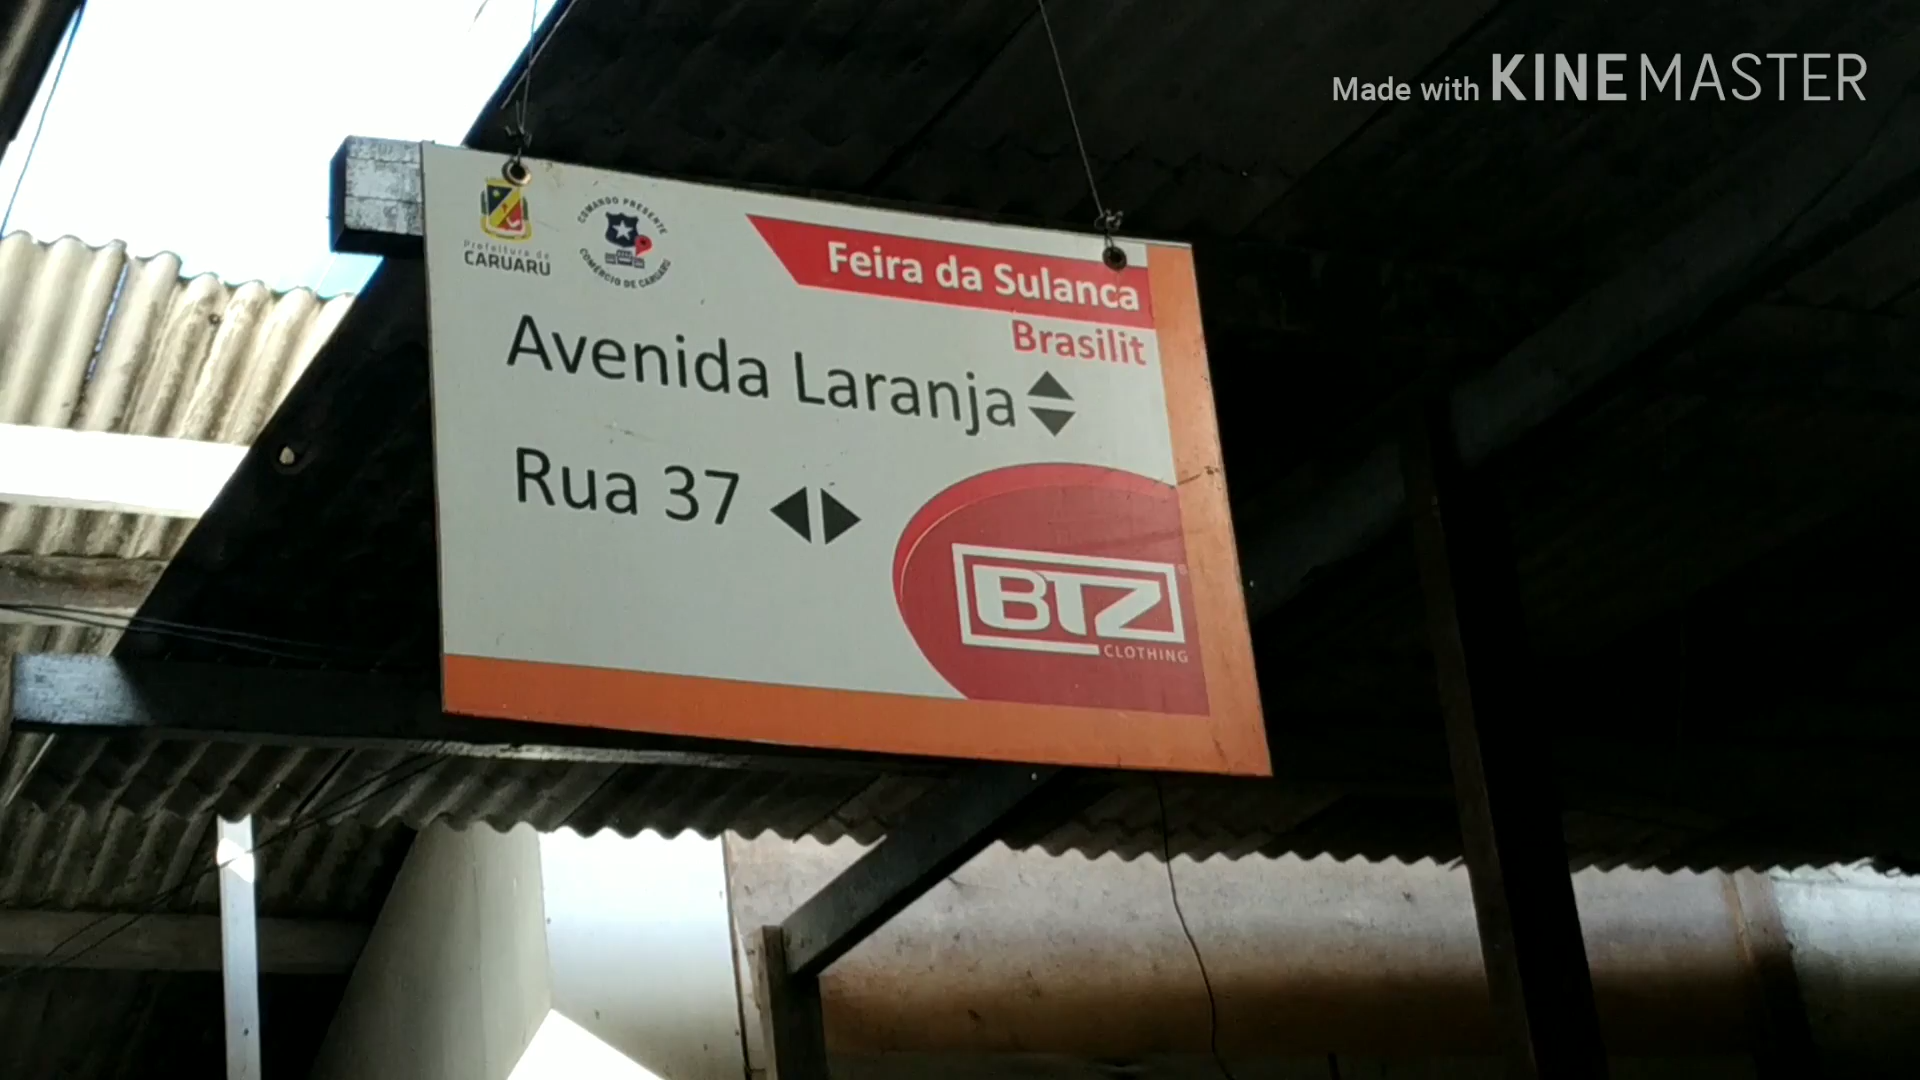 Made with KINEMASTER
Prefeitura de
CARUARU
COMANDO PRESENTE
COMÉRCIO DE CARUARU
Feira da Sulanca
Brasilit
Avenida Laranja
Rua 37
BTZ
CLOTHING